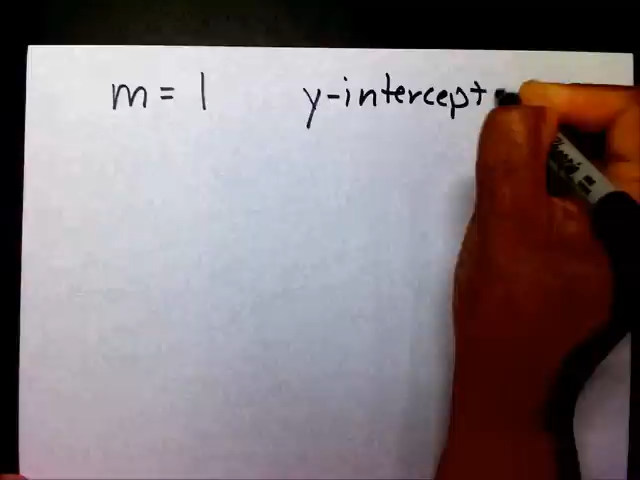 m = 1 y-intercept